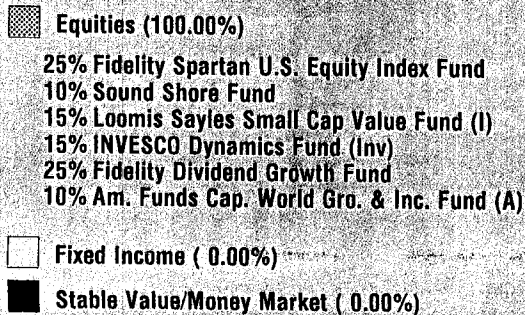 Equities (100.00%)
25% Fidelity Spartan U.S. Equity Index Fund
10% Sound Shore Fund
15% Loomis Sayles Small Cap Value Fund (I)
15% INVESCO Dynamics Fund (Inv)
25% Fidelity Dividend Growth Fund
10% Am. Funds Cap. World Gro. & Inc. Fund (A)
Fixed Income ( 0.00%)
Stable Value/Money Market ( 0.00%)